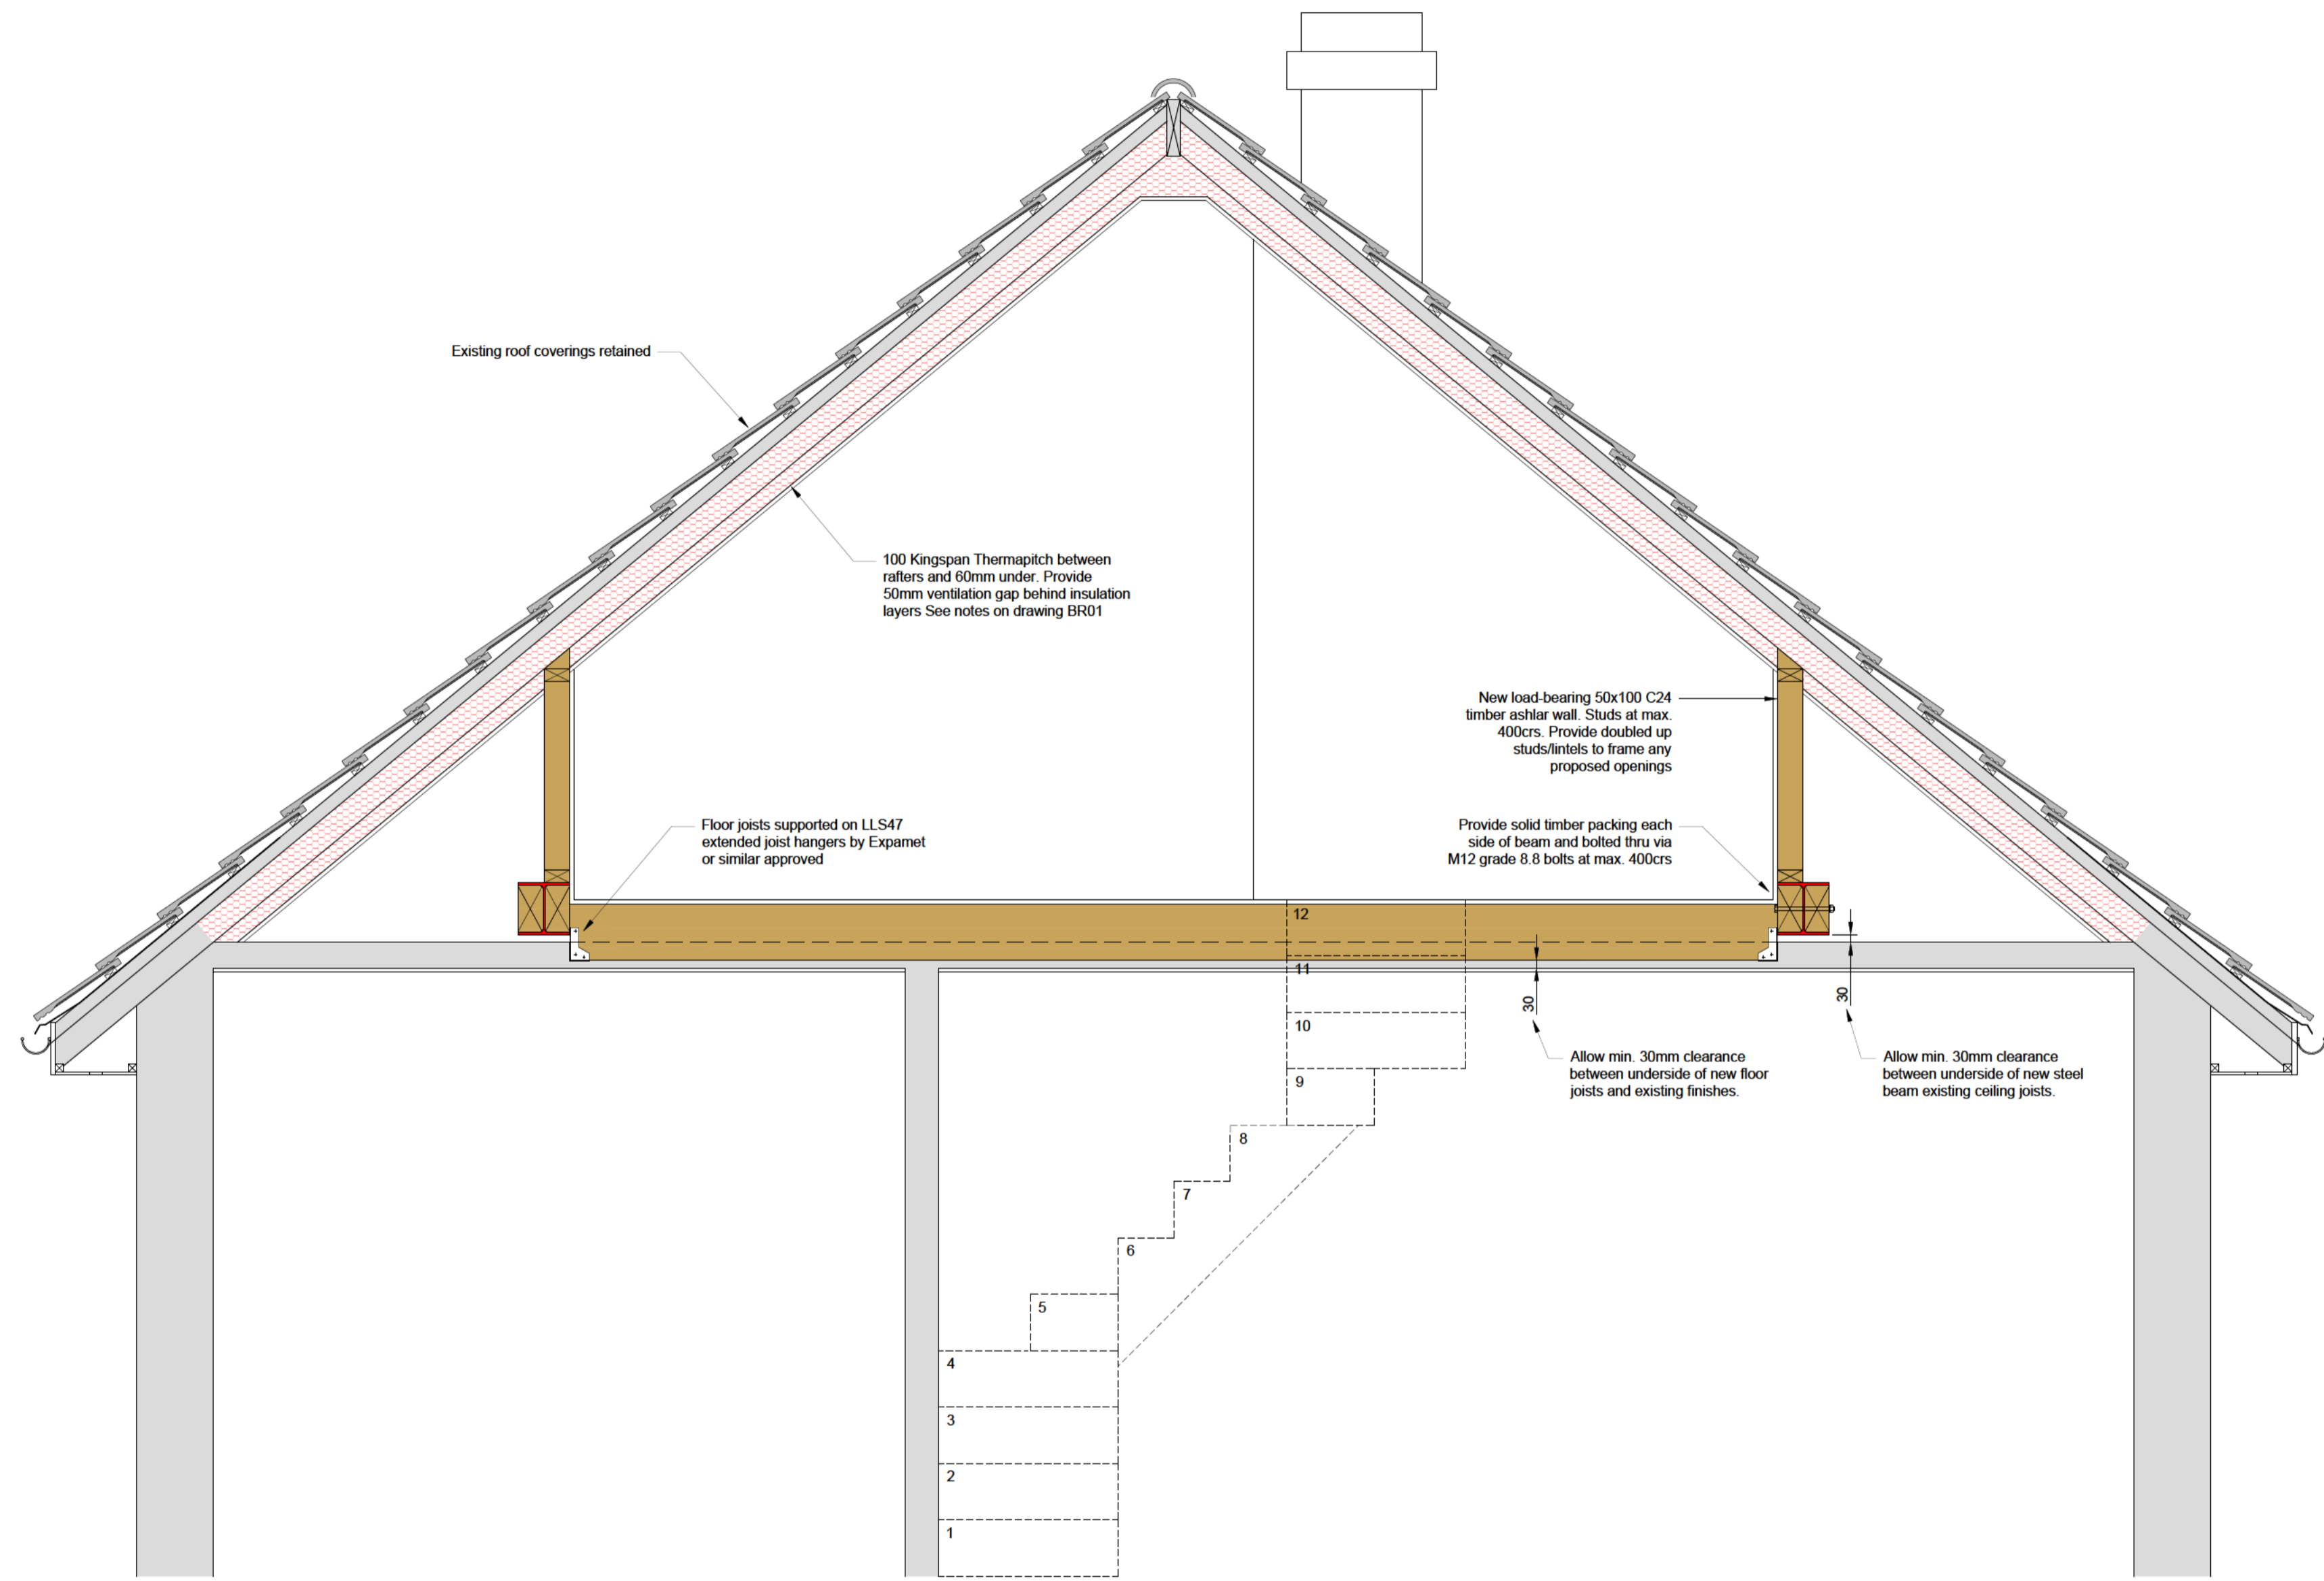 Existing roof coverings retained
100 Kingspan Thermapitch between
rafters and 60mm under. Provide
50mm ventilation gap behind insulation
layers See notes on drawing BR01
New load-bearing 50x100 C24
timber ashlar wall. Studs at max.
400crs. Provide doubled up
studs/lintels to frame any
proposed openings
Floor joists supported on LLS47
extended joist hangers by Expamet
or similar approved
Provide solid timber packing each
side of beam and bolted thru via
M12 grade 8.8 bolts at max. 400crs
12
11
30
30
10
Allow min. 30mm clearance
between underside of new floor
joists and existing finishes.
Allow min. 30mm clearance
between underside of new steel
beam existing ceiling joists.
9
8
7
6
5
4
3
2
1